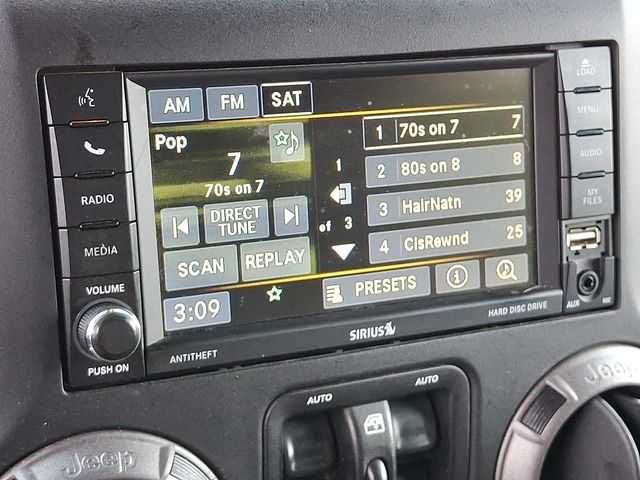 LOAD
MENU
AUDIO
MY
FILES
AUX
RADIO
MEDIA
VOLUME
PUSH ON
AM FM SAT
Pop
7
70s on 7
DIRECT
TUNE
SCAN REPLAY
3:09
1
of 3
1 70s on 7 7
2 80s on 8 8
3 HairNatn 39
4 ClsRewnd 25
PRESETS
ANTITHEFT
SIRIUS
HARD DISC DRIVE
AUTO
AUTO
Jeep
Jeep